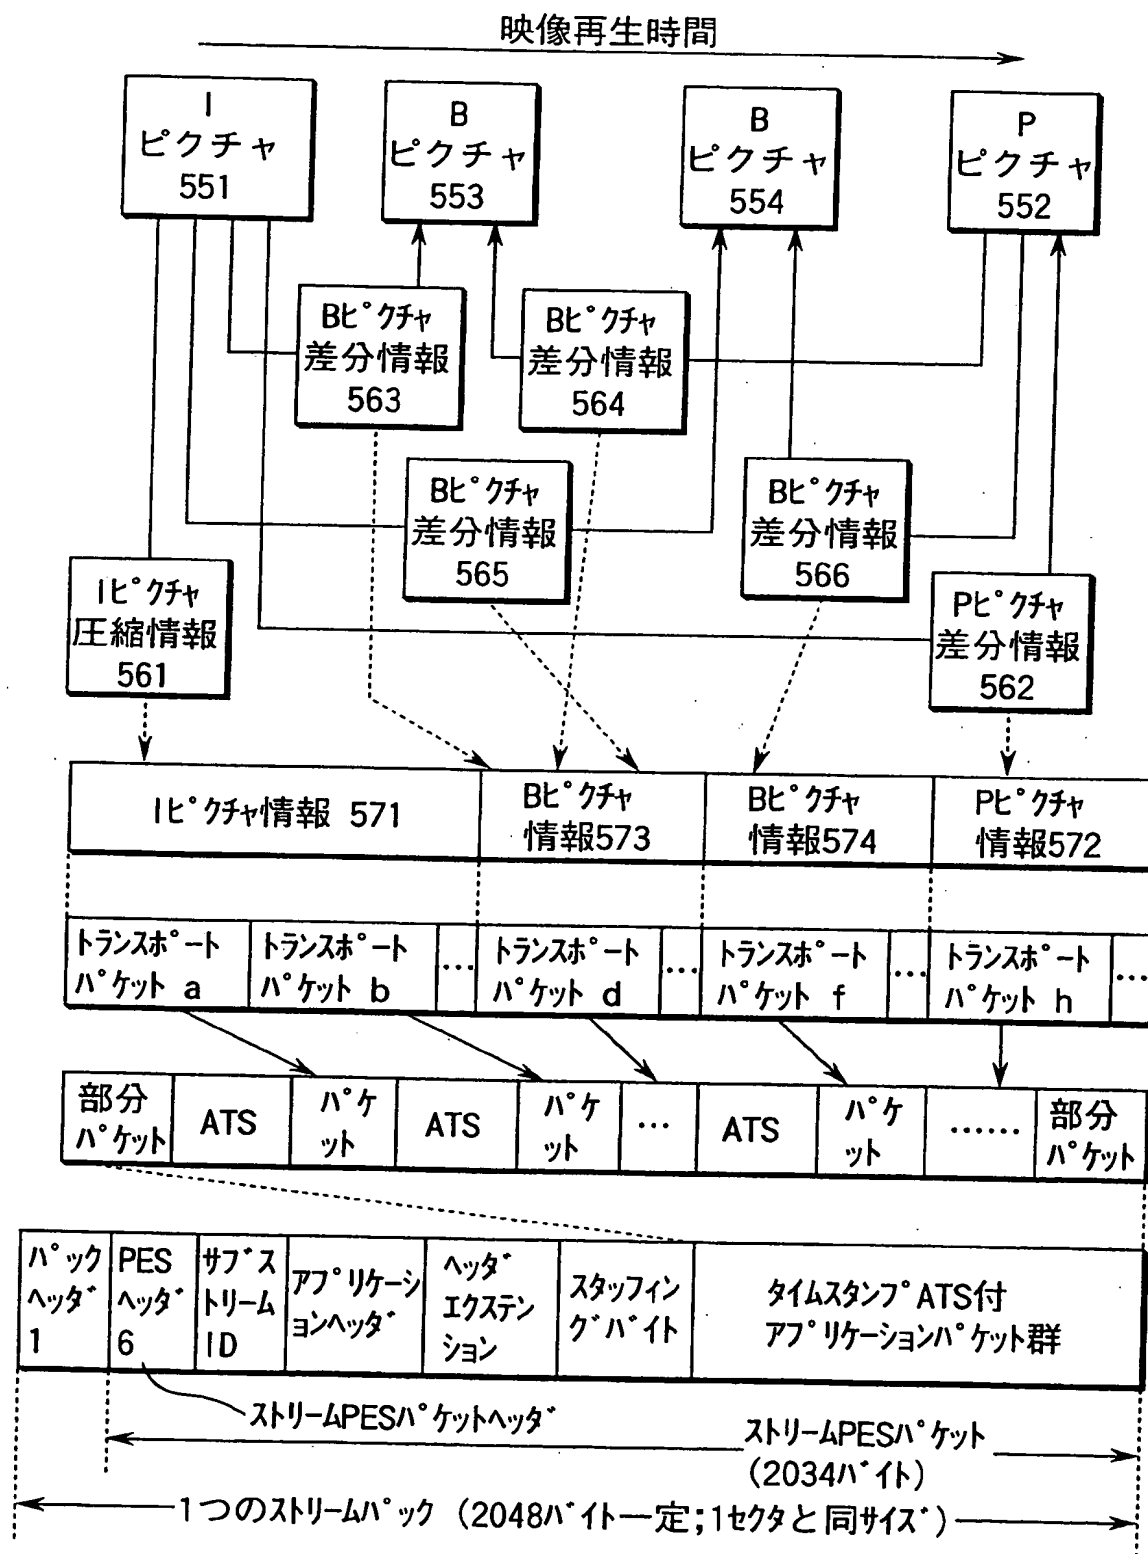 映像再生時間
I
ピクチャ
551
B
ピクチャ
553
B
ピクチャ
554
P
ピクチャ
552
Bピクチャ
差分情報
563
Bピクチャ
差分情報
564
Bピクチャ
差分情報
565
Bピクチャ
差分情報
566
Iピクチャ
圧縮情報
561
Pピクチャ
差分情報
562
Iピクチャ情報 571
Bピクチャ
情報573
Bピクチャ
情報574
Pピクチャ
情報572
トランスポート
パケット a
トランスポート
パケット b
…
トランスポート
パケット d
…
トランスポート
パケット f
…
トランスポート
パケット h
…
部分
パケット
ATS
パケ
ット
ATS
パケ
ット
…
ATS
パケ
ット
……
部分
パケット
パック
ヘッダ
1
PES
ヘッダ
6
サブス
トリーム
ID
アプリケーシ
ョンヘッダ
ヘッダ
エクステン
ション
スタッフィン
グバイト
タイムスタンプATS付
アプリケーションパケット群
ストリームPESパケットヘッダ
ストリームPESパケット
(2034バイト)
1つのストリームパック (2048バイト一定;1セクタと同サイズ)